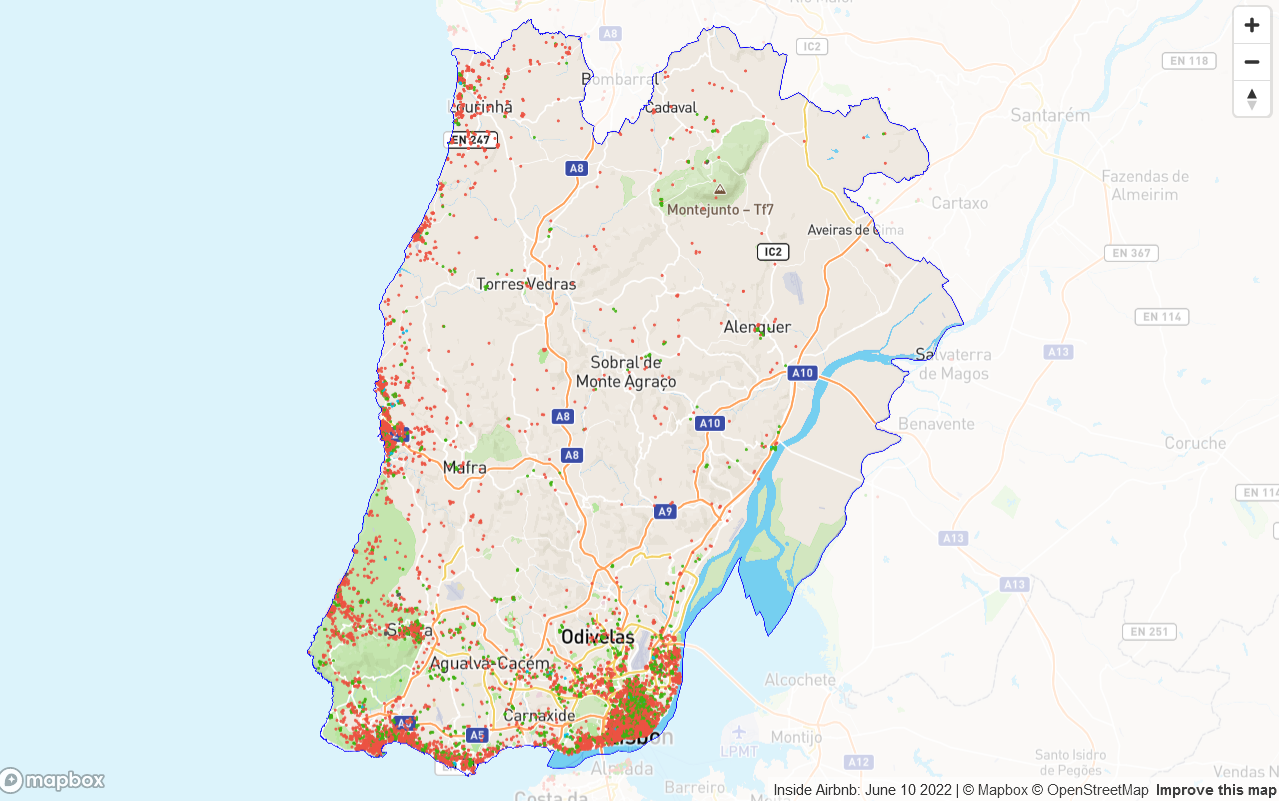 Rio Maior
A8
IC2
EN 118
Bombarral
Lourinhã
Cadaval
Santarém
EN 247
A8
Fazendas de
Almeirim
Montejunto – Tf7
Cartaxo
Aveiras de Cima
IC2
EN 367
Torres Vedras
EN 114
Alenquer
Salvaterra
de Magos
A13
Sobral de
Monte Agraço
A10
A8
A10
Benavente
Coruche
A8
Mafra
EN 114
A9
A13
A13
Sintra
Odivelas
EN 251
Agualva-Cacém
Alcochete
Carnaxide
A5
A5
Lisbon
LPMT
Montijo
Almada
A12
Santo Isidro
de Pegões
Vendas N
Barreiro
Costa da
mapbox
Inside Airbnb: June 10 2022 | © Mapbox © OpenStreetMap Improve this map